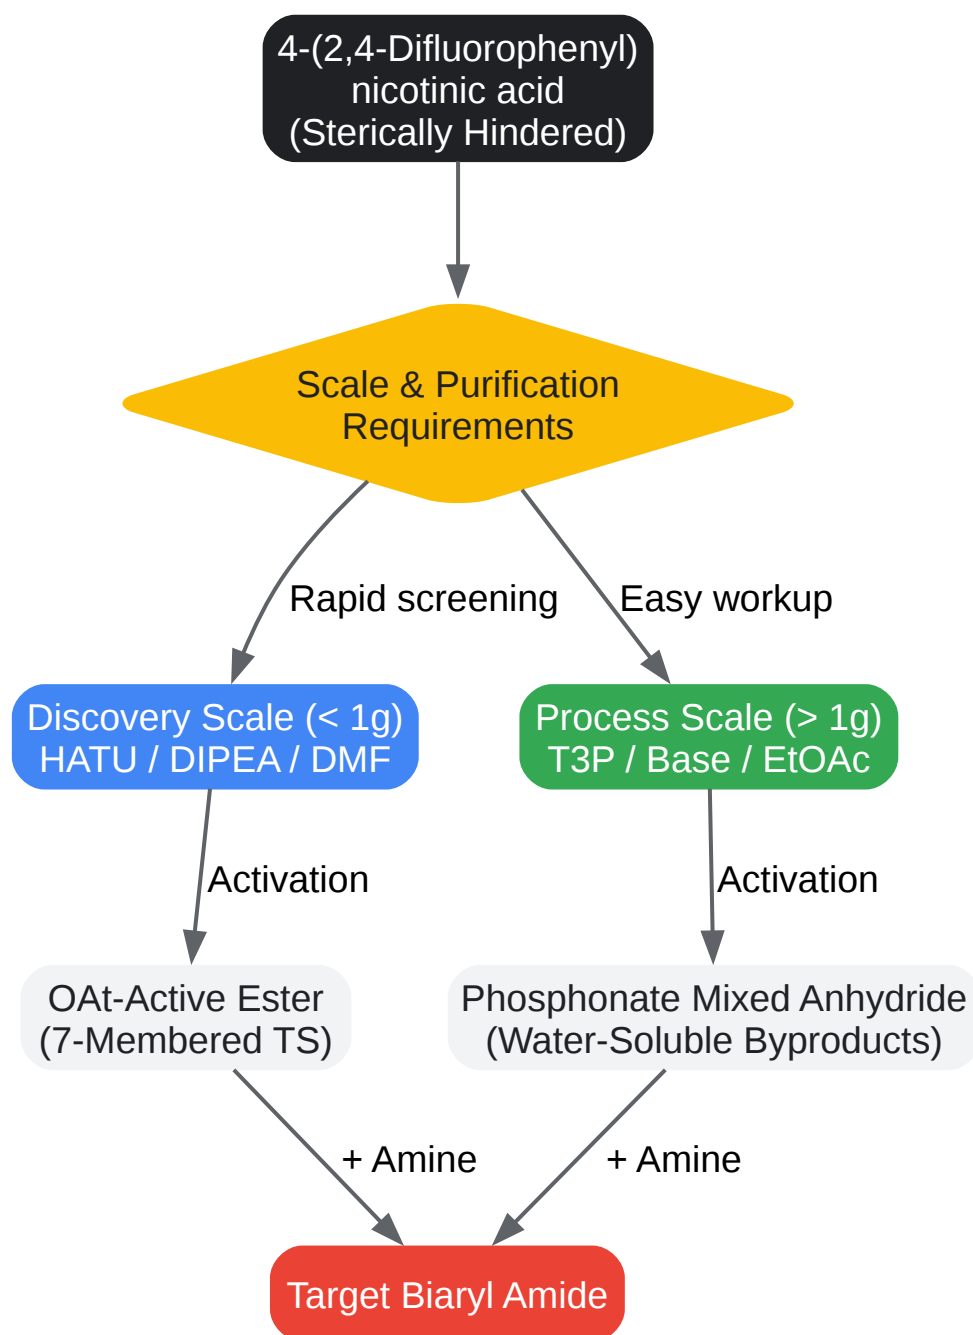 4-(2,4-Difluorophenyl)
nicotinic acid
(Sterically Hindered)
Scale & Purification
Requirements
Rapid screening
Easy workup
Discovery Scale (< 1g)
HATU / DIPEA / DMF
Process Scale (> 1g)
T3P / Base / EtOAc
Activation
Activation
OAt-Active Ester
(7-Membered TS)
Phosphonate Mixed Anhydride
(Water-Soluble Byproducts)
+ Amine
+ Amine
Target Biaryl Amide